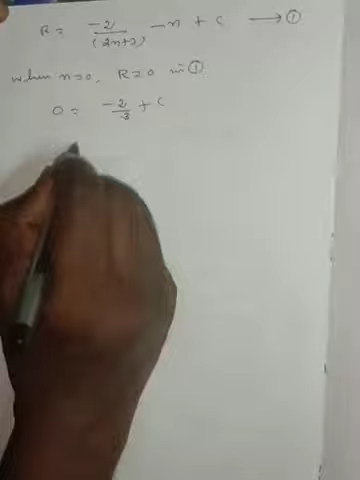 R = -2/(2n+3) - n + C → ①
when n=0, R=0 in ①
0 = -2/3 + C